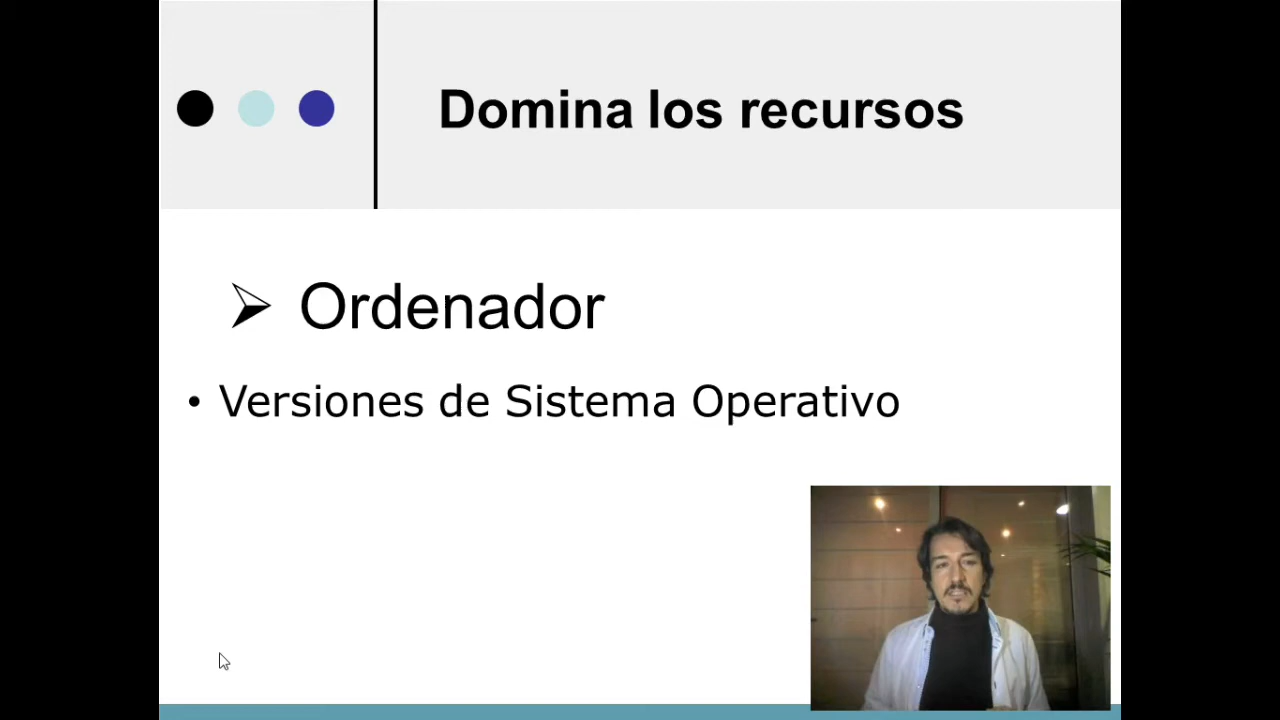 Domina los recursos
➢ Ordenador
• Versiones de Sistema Operativo